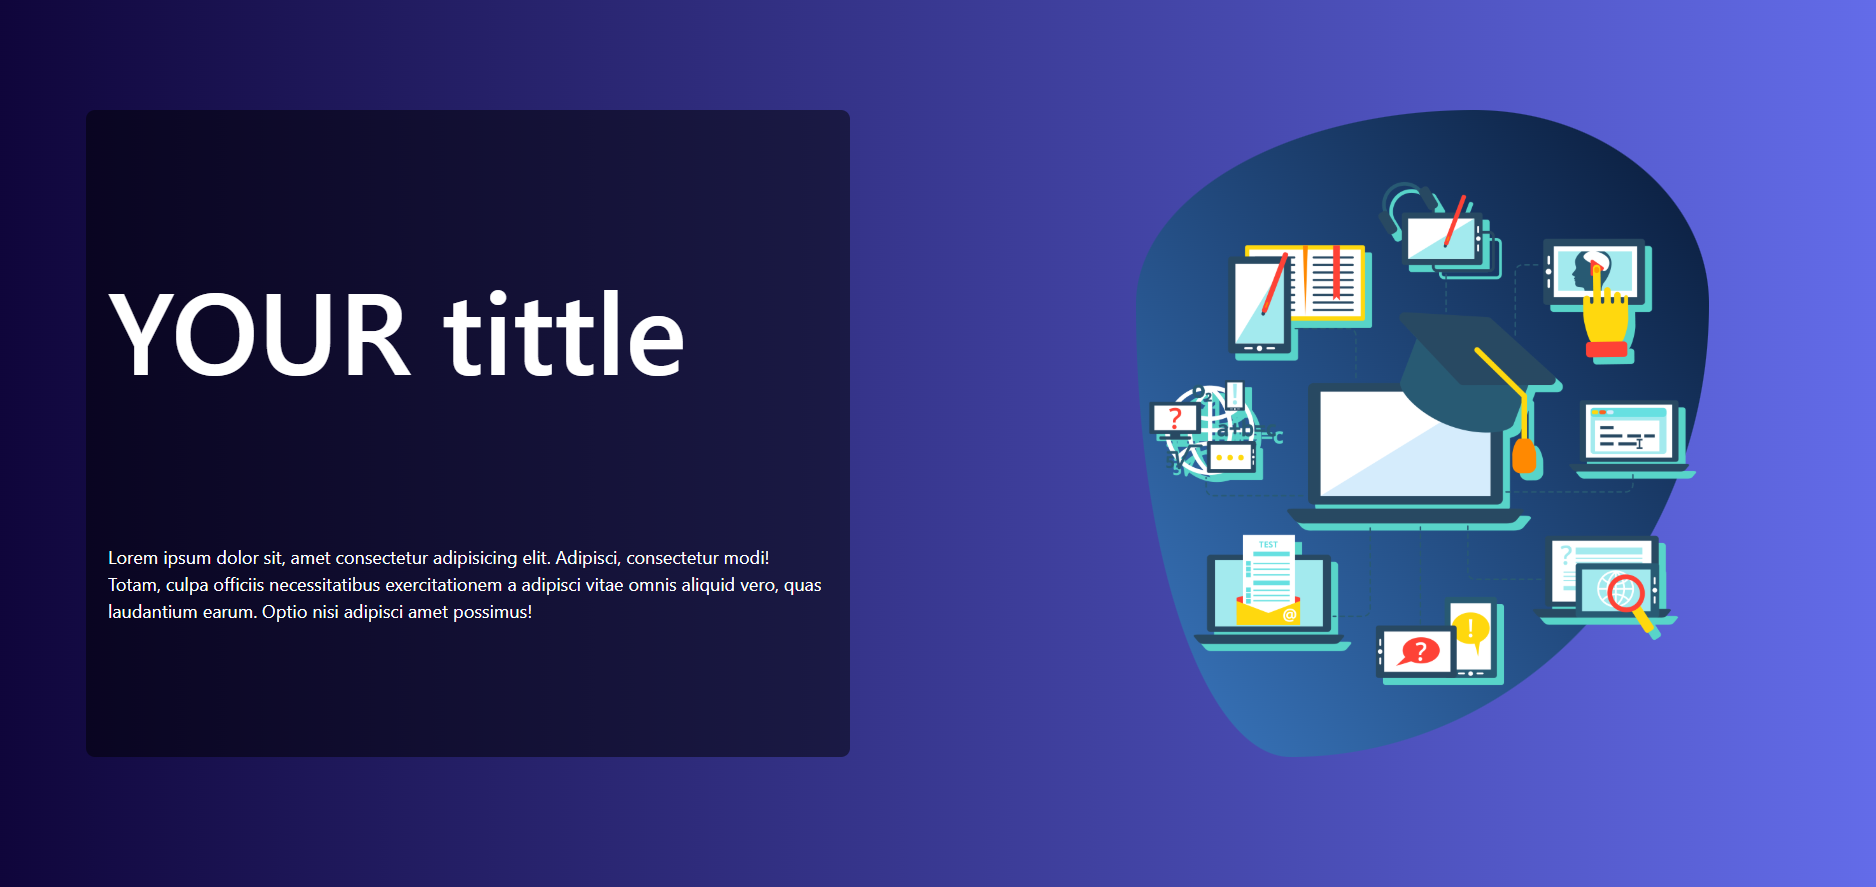 YOUR tittle
Lorem ipsum dolor sit, amet consectetur adipisicing elit. Adipisci, consectetur modi!
Totam, culpa officiis necessitatibus exercitationem a adipisci vitae omnis aliquid vero, quas
laudantium earum. Optio nisi adipisci amet possimus!
?
!
?
TEST
@
?
!